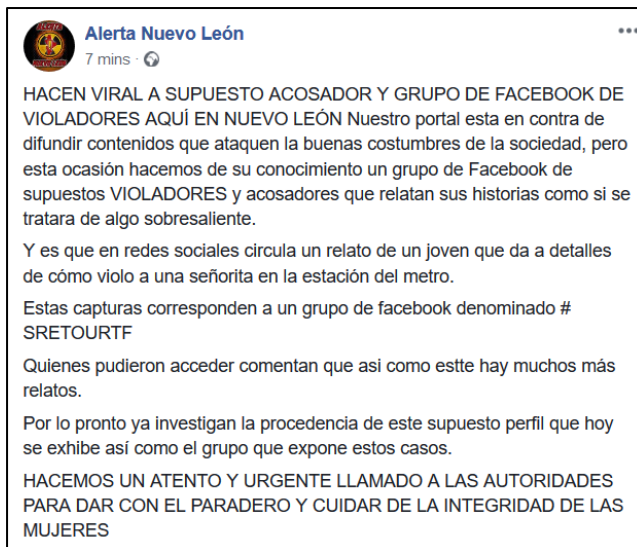 Alerta Nuevo León
7 mins ·
HACEN VIRAL A SUPUESTO ACOSADOR Y GRUPO DE FACEBOOK DE
VIOLADORES AQUÍ EN NUEVO LEÓN Nuestro portal esta en contra de
difundir contenidos que ataquen la buenas costumbres de la sociedad, pero
esta ocasión hacemos de su conocimiento un grupo de Facebook de
supuestos VIOLADORES y acosadores que relatan sus historias como si se
tratara de algo sobresaliente.
Y es que en redes sociales circula un relato de un joven que da a detalles
de cómo violo a una señorita en la estación del metro.
Estas capturas corresponden a un grupo de facebook denominado #
SRETOURTF
Quienes pudieron acceder comentan que asi como estte hay muchos más
relatos.
Por lo pronto ya investigan la procedencia de este supuesto perfil que hoy
se exhibe así como el grupo que expone estos casos.
HACEMOS UN ATENTO Y URGENTE LLAMADO A LAS AUTORIDADES
PARA DAR CON EL PARADERO Y CUIDAR DE LA INTEGRIDAD DE LAS
MUJERES